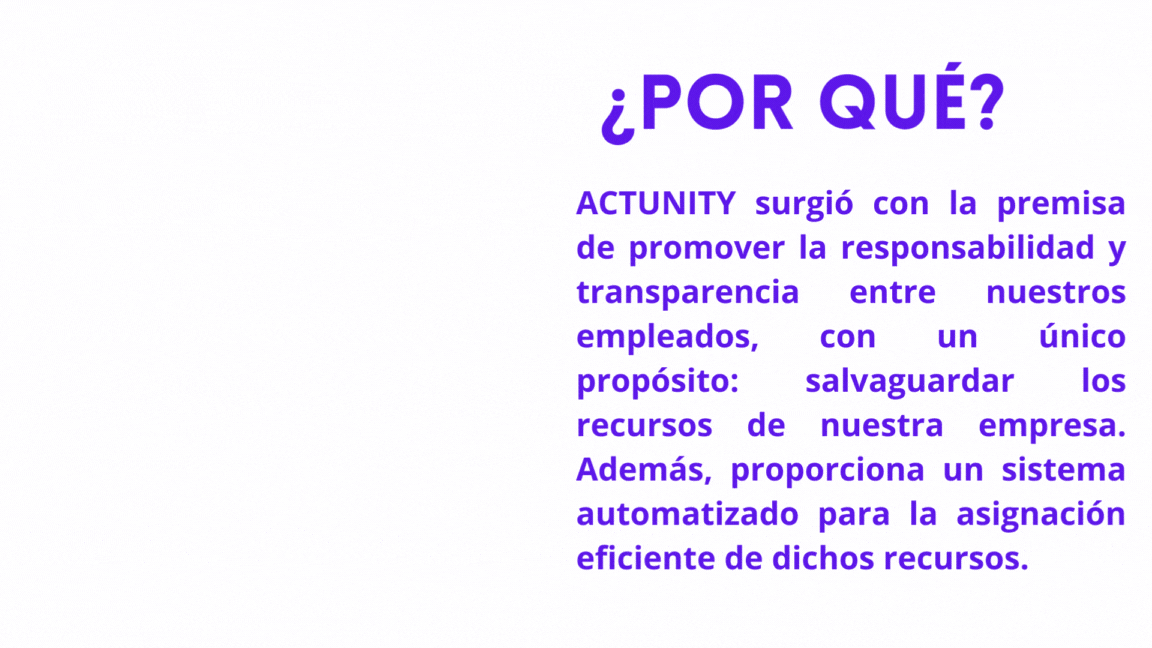 ¿POR QUÉ?
ACTUNITY surgió con la premisa
de promover la responsabilidad y
transparencia entre nuestros
empleados, con un único
propósito: salvaguardar los
recursos de nuestra empresa.
Además, proporciona un sistema
automatizado para la asignación
eficiente de dichos recursos.